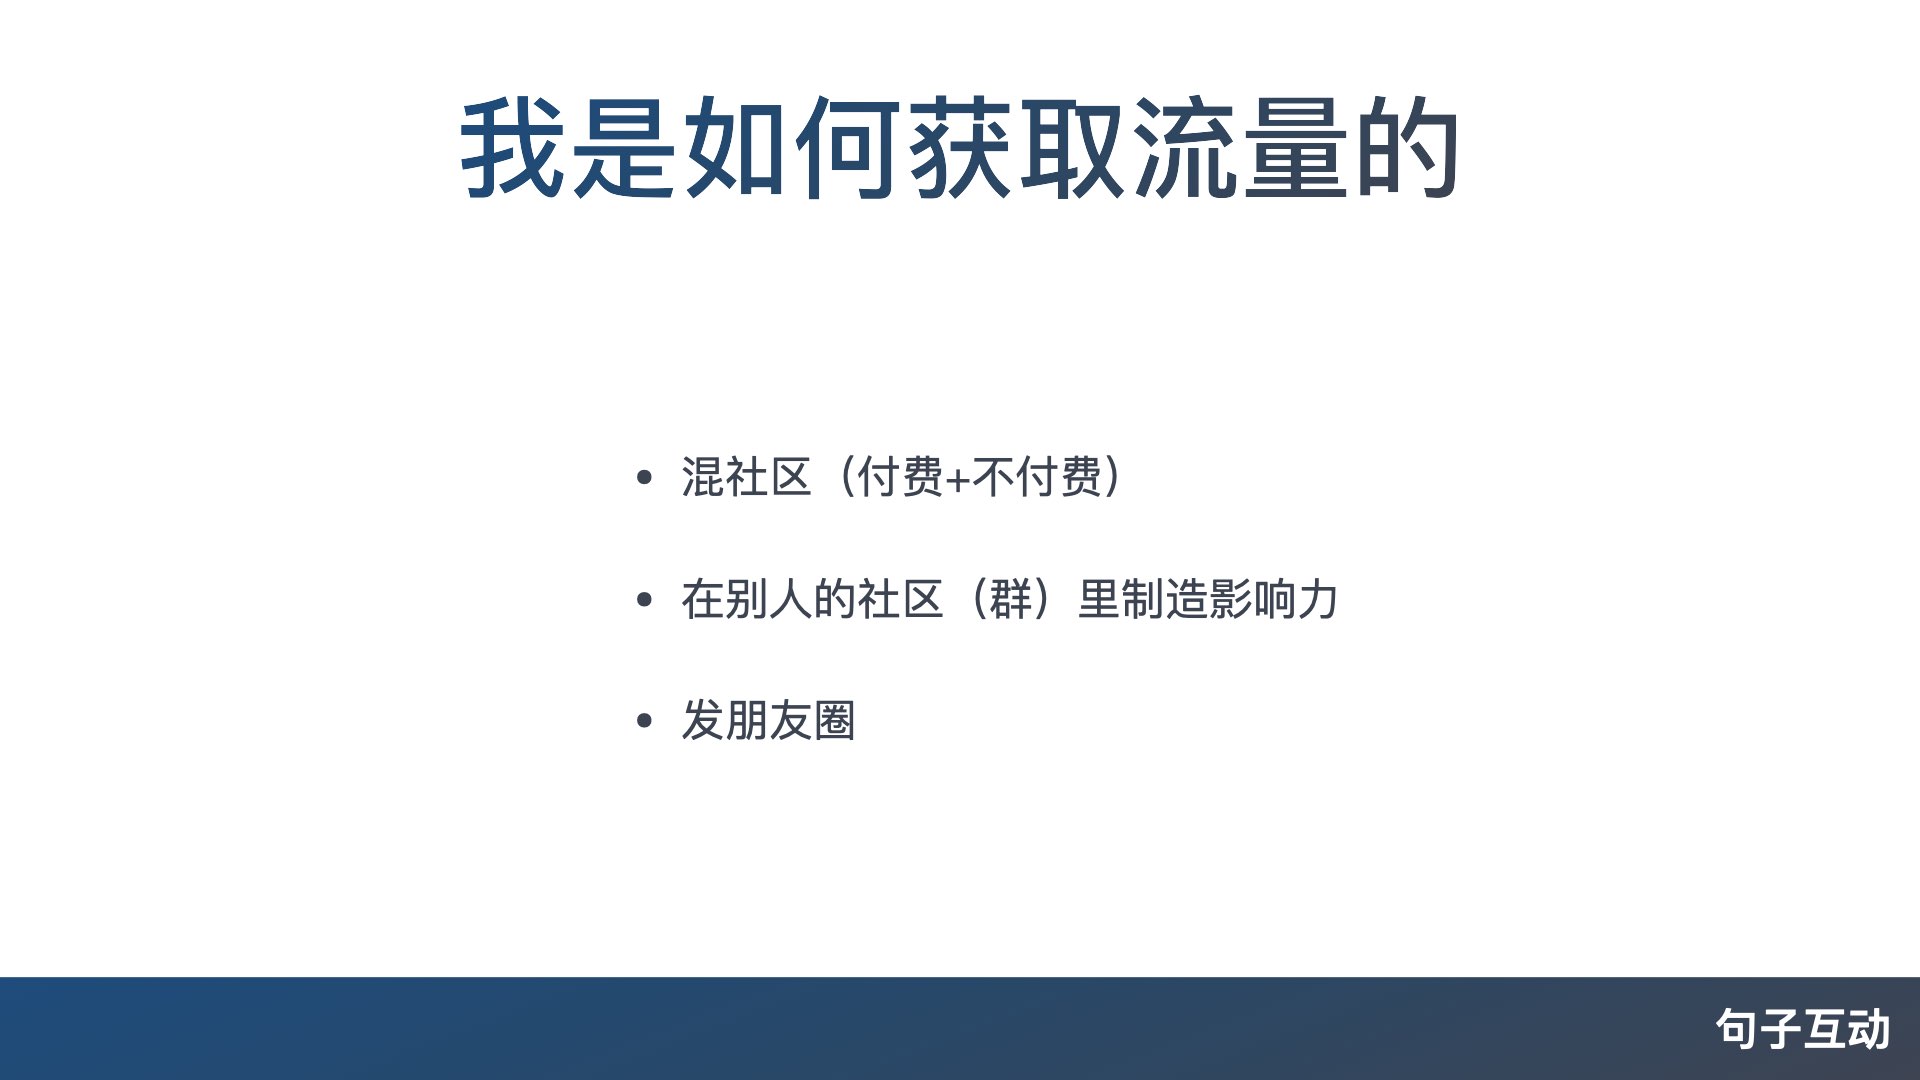 我是如何获取流量的
• 混社区（付费+不付费）
• 在别人的社区（群）里制造影响力
• 发朋友圈
句子互动